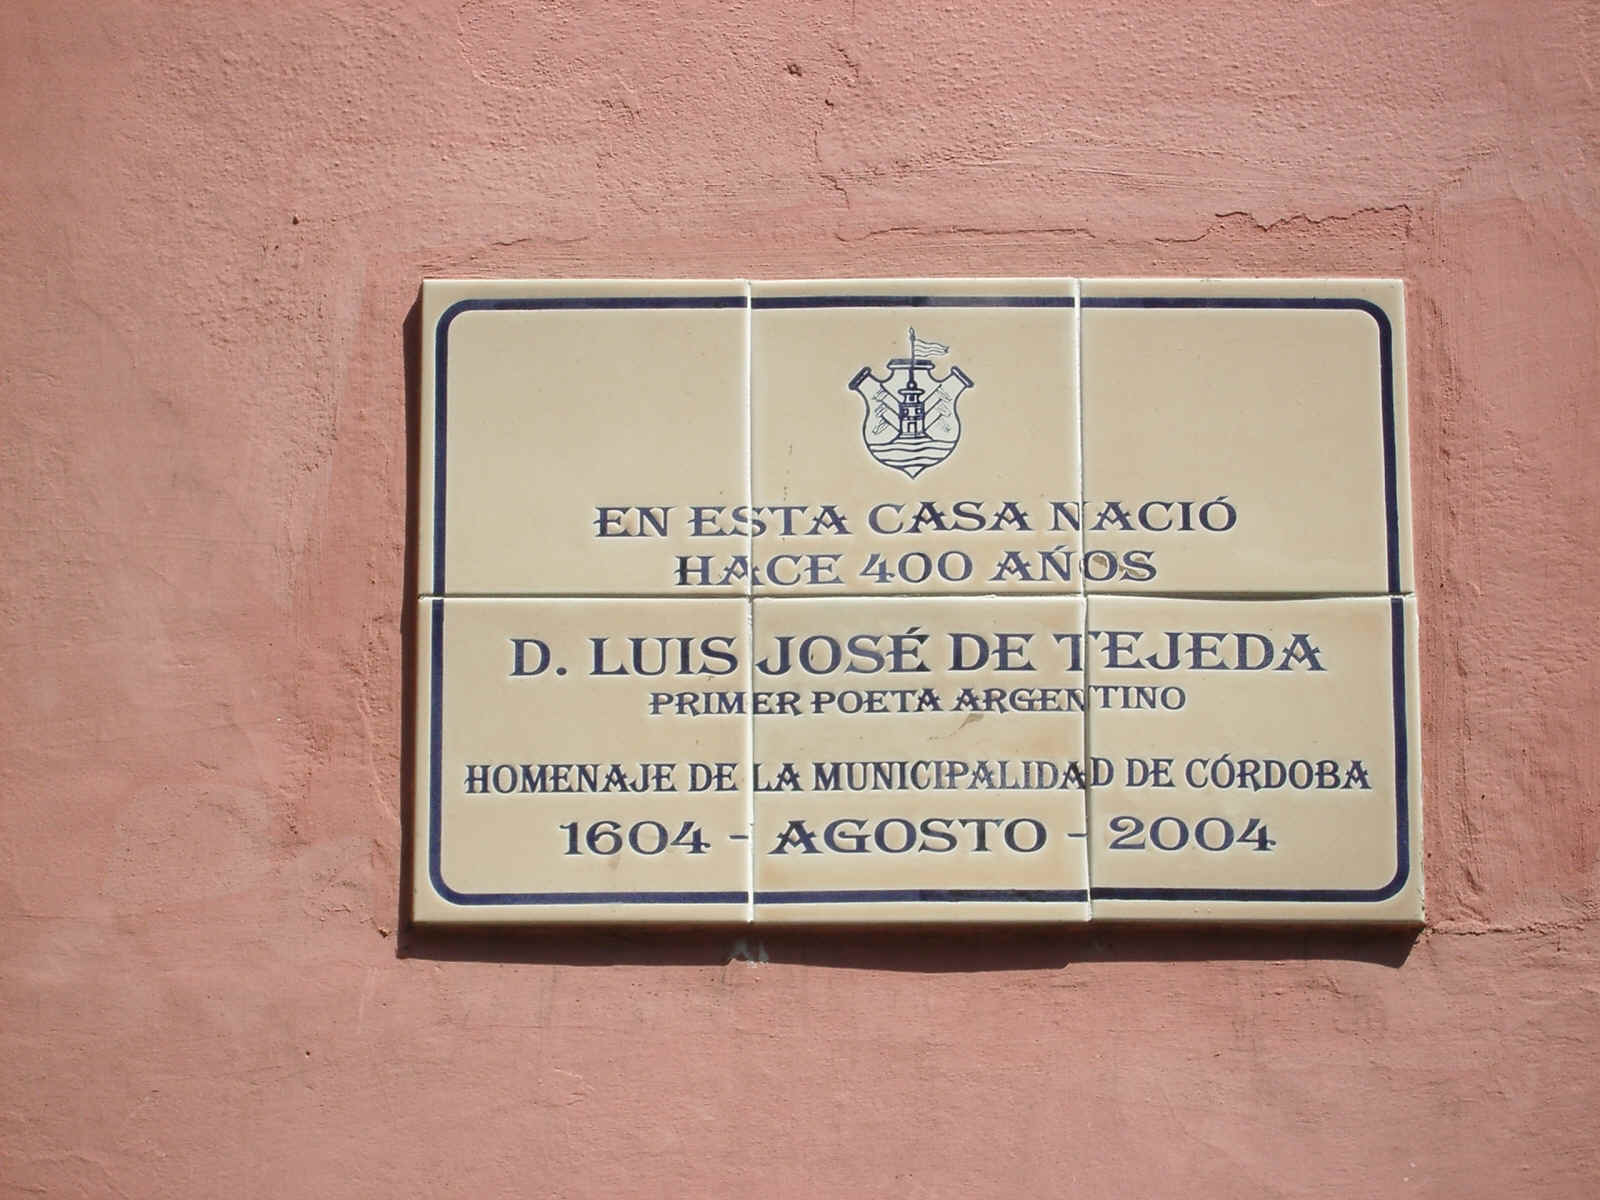 EN ESTA CASA NACIÓ
HACE 400 AÑOS
D. LUIS JOSÉ DE TEJEDA
PRIMER POETA ARGENTINO
HOMENAJE DE LA MUNICIPALIDAD DE CÓRDOBA
1604 - AGOSTO - 2004